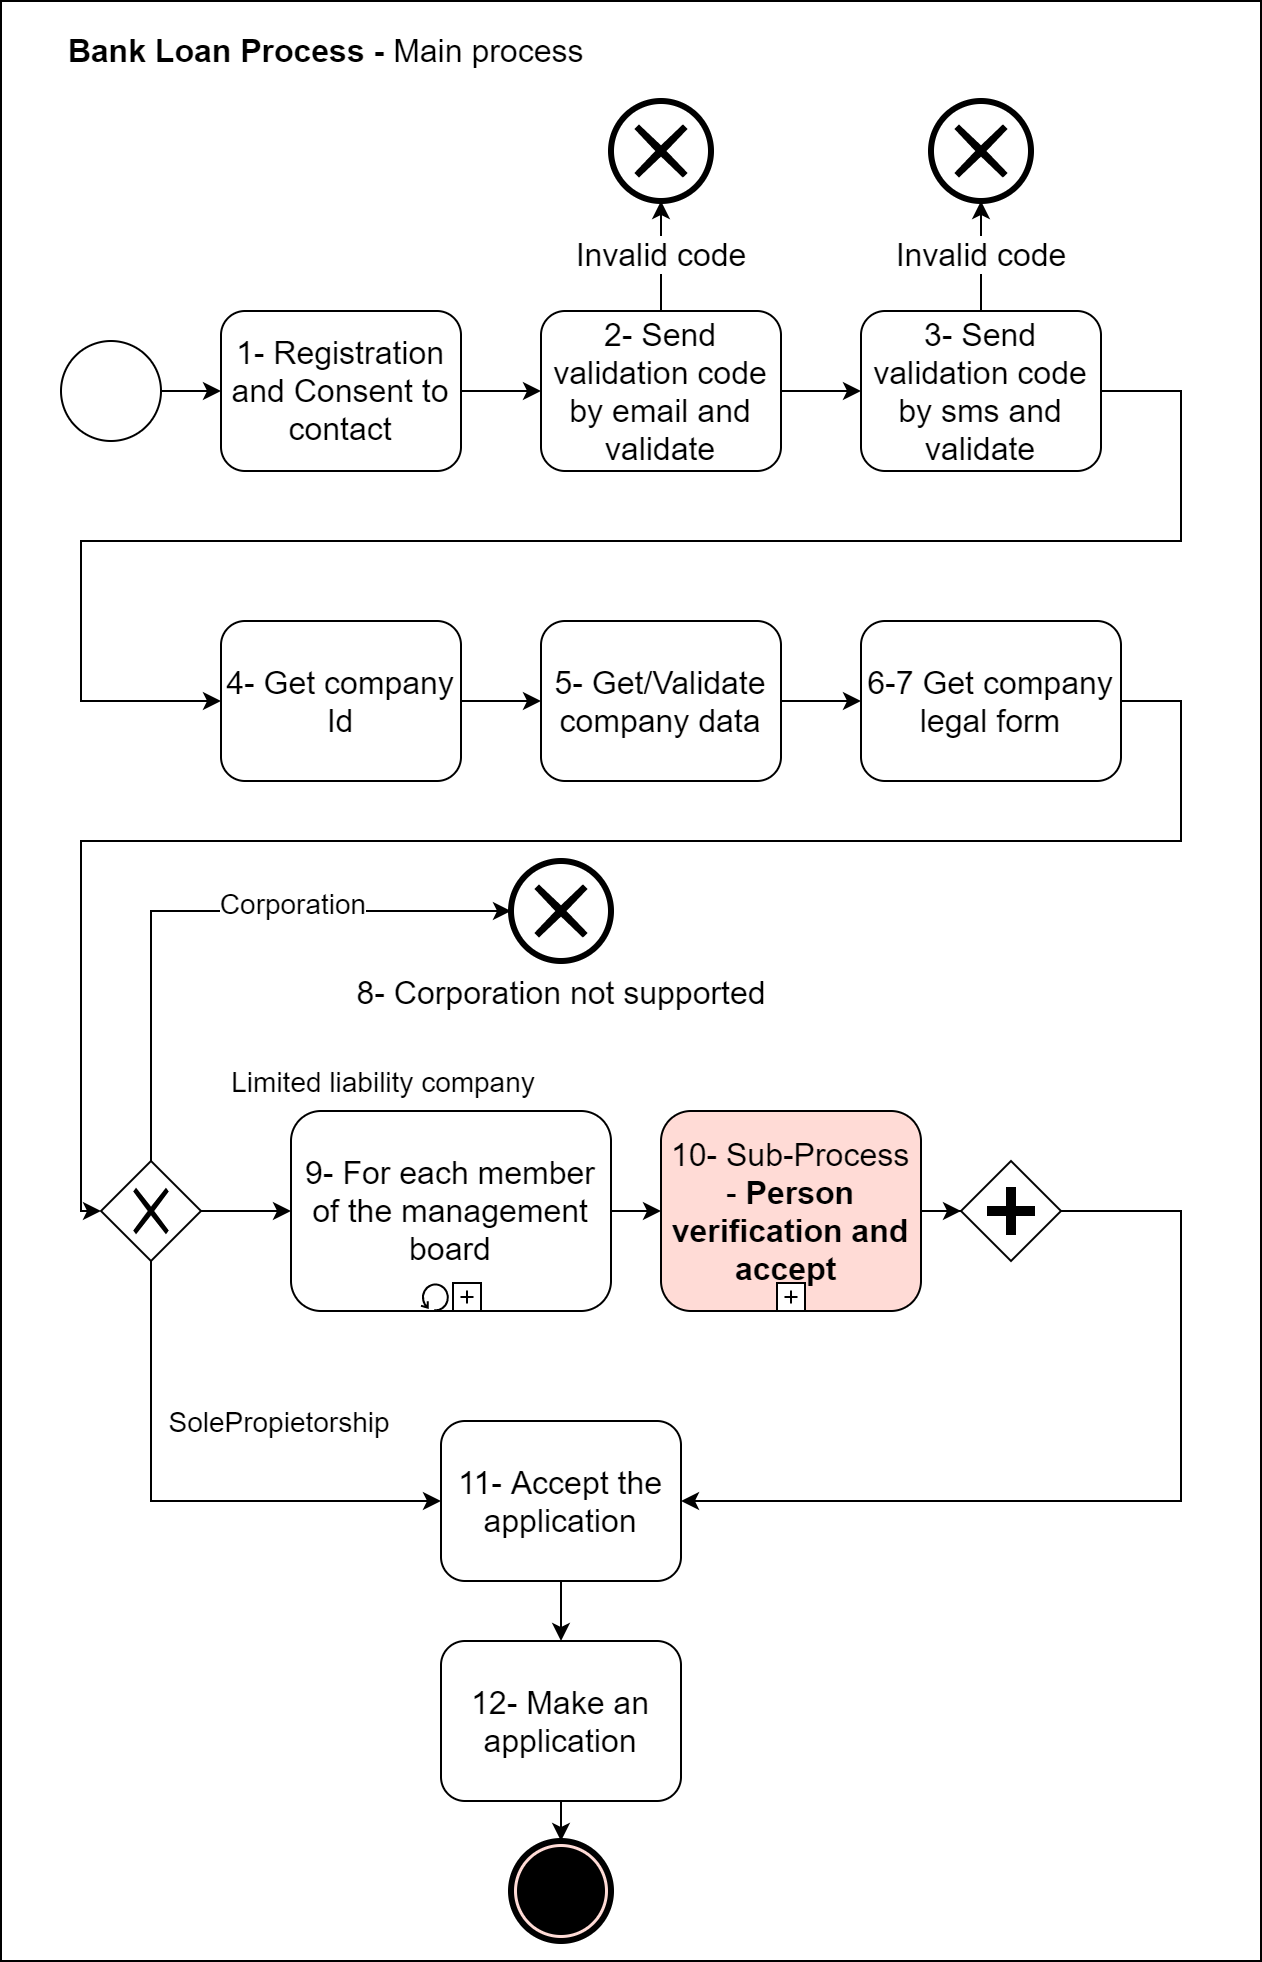 Bank Loan Process - Main process
Invalid code
Invalid code
1- Registration
and Consent to
contact
2- Send
validation code
by email and
validate
3- Send
validation code
by sms and
validate
4- Get company
Id
5- Get/Validate
company data
6-7 Get company
legal form
Corporation
8- Corporation not supported
Limited liability company
9- For each member
of the management
board
10- Sub-Process
- Person
verification and
accept
SolePropietorship
11- Accept the
application
12- Make an
application